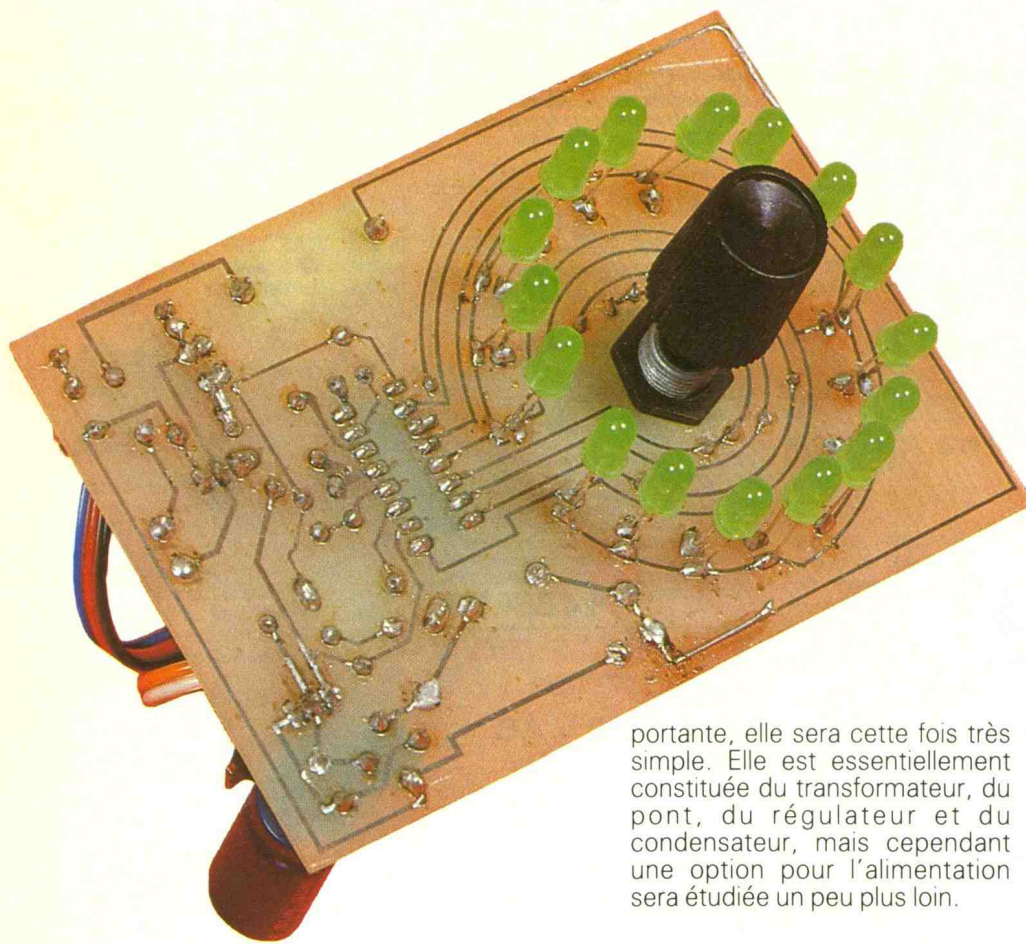 portante, elle sera cette fois très
simple. Elle est essentiellement
constituée du transformateur, du
pont, du régulateur et du
condensateur, mais cependant
une option pour l'alimentation
sera étudiée un peu plus loin.